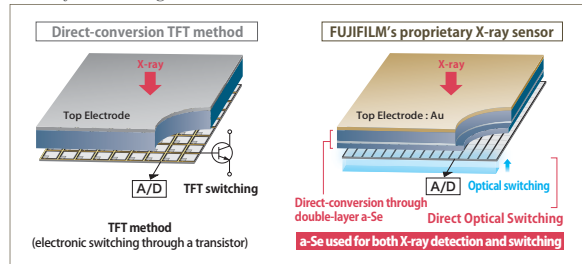 Direct-conversion TFT method
X-ray
Top Electrode
A/D
TFT switching
TFT method
(electronic switching through a transistor)
FUJIFILM's proprietary X-ray sensor
X-ray
Top Electrode : Au
A/D
Optical switching
Direct-conversion through
double-layer a-Se
Direct Optical Switching
a-Se used for both X-ray detection and switching